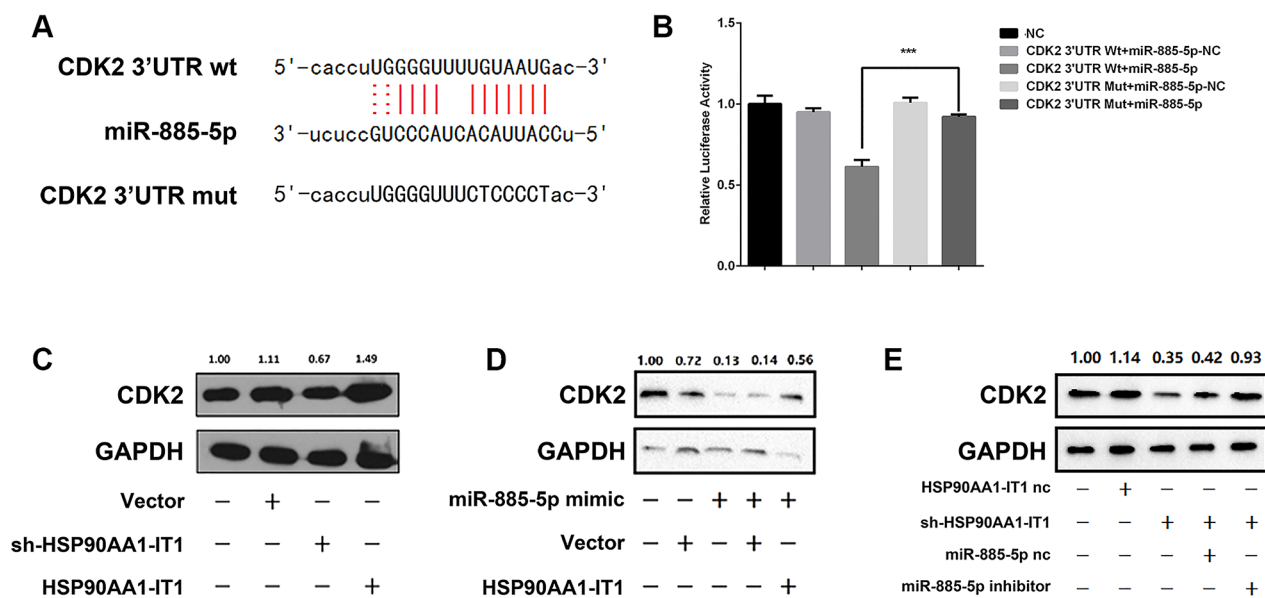 A
CDK2 3'UTR wt 5'-caccuUGGGGUUUUGUAAUGac-3'
miR-885-5p 3'-ucuccGUCCCAUCACAUUACCu-5'
CDK2 3'UTR mut 5'-caccuUGGGGUUUCTCCCCTac-3'
B
Relative Luciferase Activity
1.5
1.0
0.5
0.0
***
NC
CDK2 3'UTR Wt+miR-885-5p-NC
CDK2 3'UTR Wt+miR-885-5p
CDK2 3'UTR Mut+miR-885-5p-NC
CDK2 3'UTR Mut+miR-885-5p
C
1.00 1.11 0.67 1.49
CDK2
GAPDH
Vector − + − −
sh-HSP90AA1-IT1 − − + −
HSP90AA1-IT1 − − − +
D
1.00 0.72 0.13 0.14 0.56
CDK2
GAPDH
miR-885-5p mimic − − + + +
Vector − + − + −
HSP90AA1-IT1 − − − − +
E
1.00 1.14 0.35 0.42 0.93
CDK2
GAPDH
HSP90AA1-IT1 nc − + − − −
sh-HSP90AA1-IT1 − − + + +
miR-885-5p nc − − − + −
miR-885-5p inhibitor − − − − +